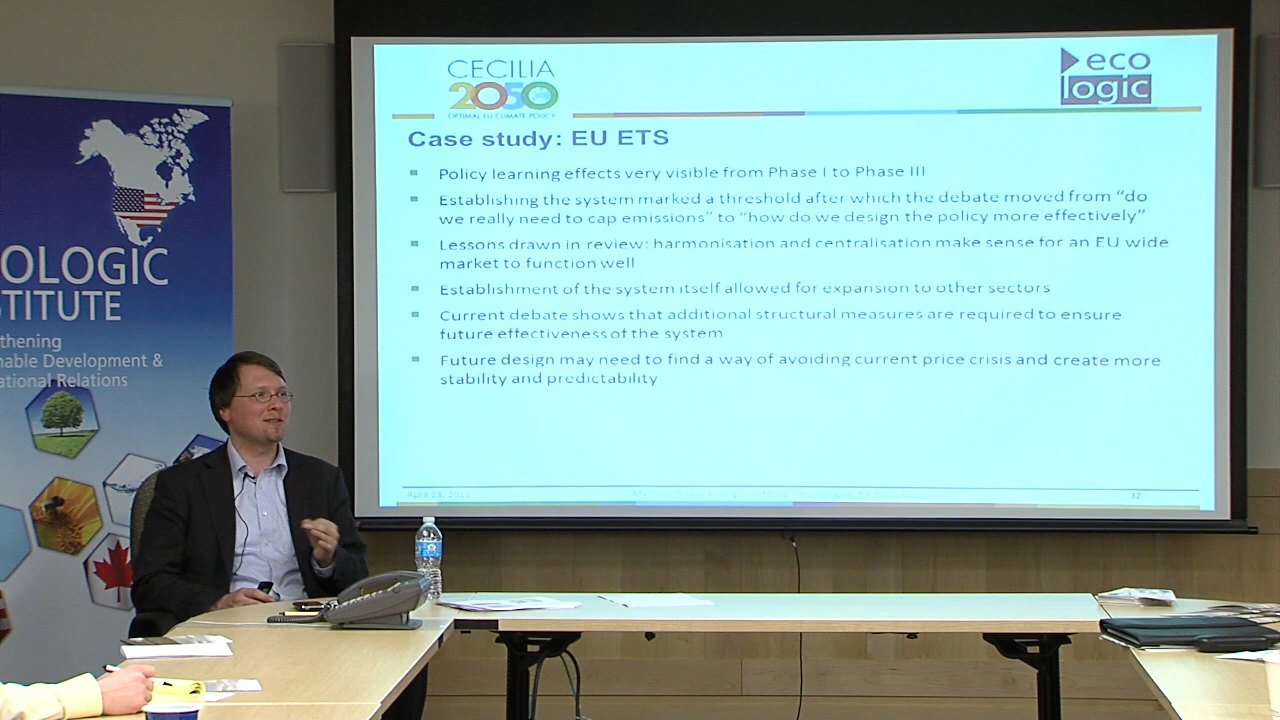 CECILIA
2050
OPTIMAL EU CLIMATE POLICY
eco
logic
Case study: EU ETS
Policy learning effects very visible from Phase I to Phase III
Establishing the system marked a threshold after which the debate moved from “do
we really need to cap emissions” to “how do we design the policy more effectively”
Lessons drawn in review: harmonisation and centralisation make sense for an EU wide
market to function well
Establishment of the system itself allowed for expansion to other sectors
Current debate shows that additional structural measures are required to ensure
future effectiveness of the system
Future design may need to find a way of avoiding current price crisis and create more
stability and predictability
32
OLOGIC
TITUTE
thening
nable Development &
ational Relations